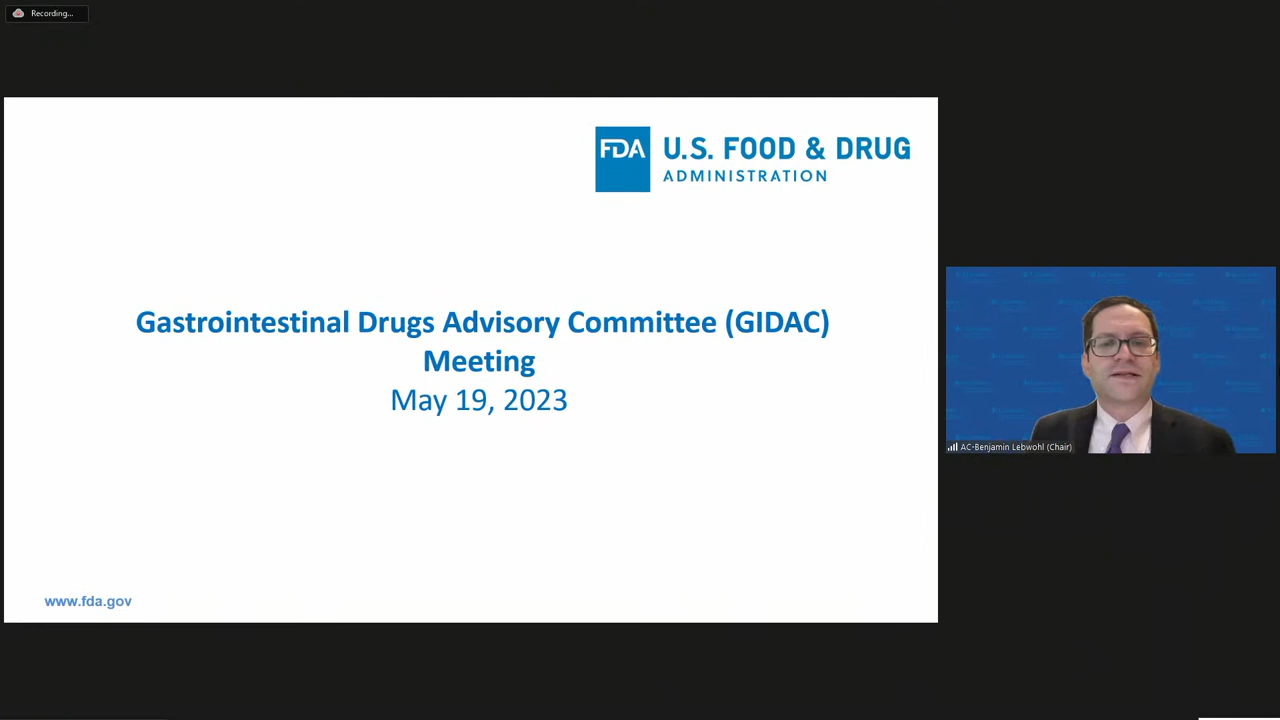 Recording...
FDA
U.S. FOOD & DRUG
ADMINISTRATION
Gastrointestinal Drugs Advisory Committee (GIDAC)
Meeting
May 19, 2023
AC-Benjamin Lebwohl (Chair)
www.fda.gov